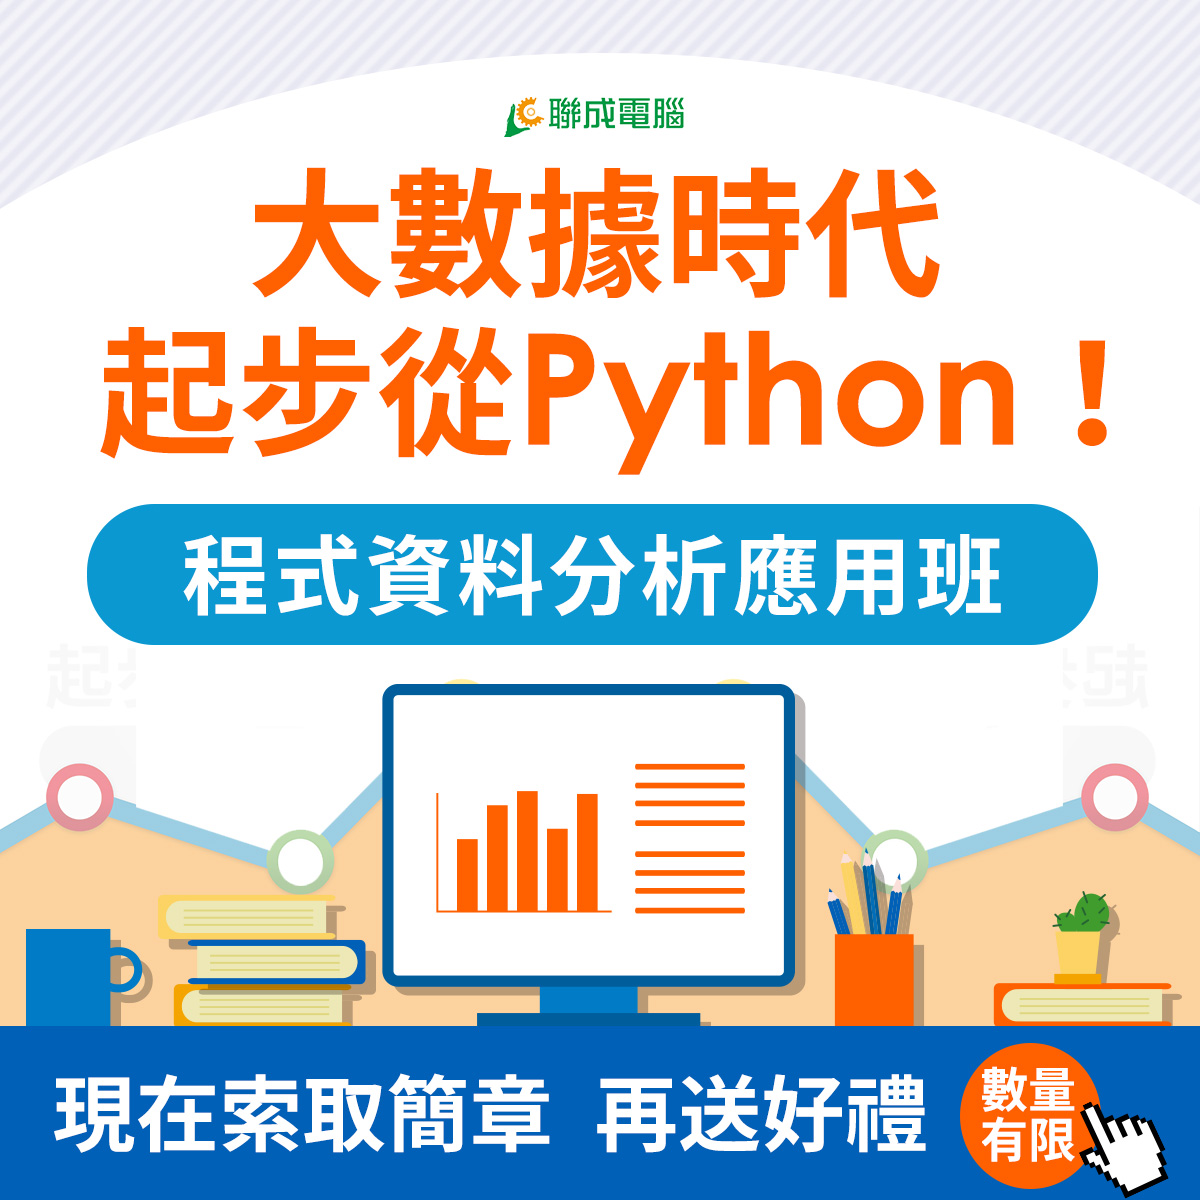 聯成電腦
大數據時代
起步從Python！
程式資料分析應用班
起步
現在索取簡章 再送好禮
數量
有限